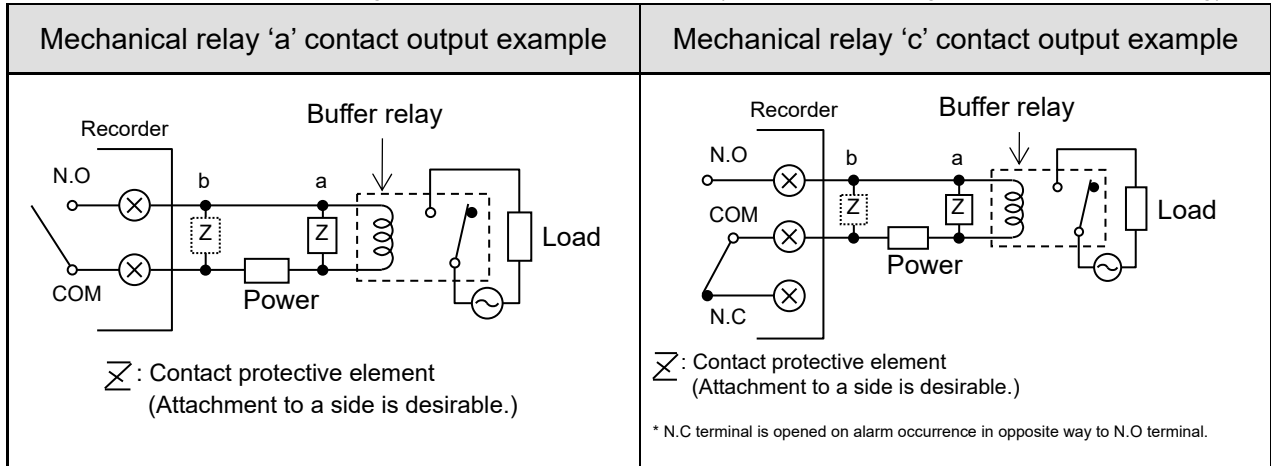 Mechanical relay ‘a’ contact output example
Buffer relay
Recorder
N.O
b
a
Z
Z
Load
COM
Power
Z : Contact protective element
(Attachment to a side is desirable.)
Mechanical relay ‘c’ contact output example
Buffer relay
Recorder
N.O
b
a
Z
Z
COM
Load
Power
N.C
Z : Contact protective element
(Attachment to a side is desirable.)
* N.C terminal is opened on alarm occurrence in opposite way to N.O terminal.